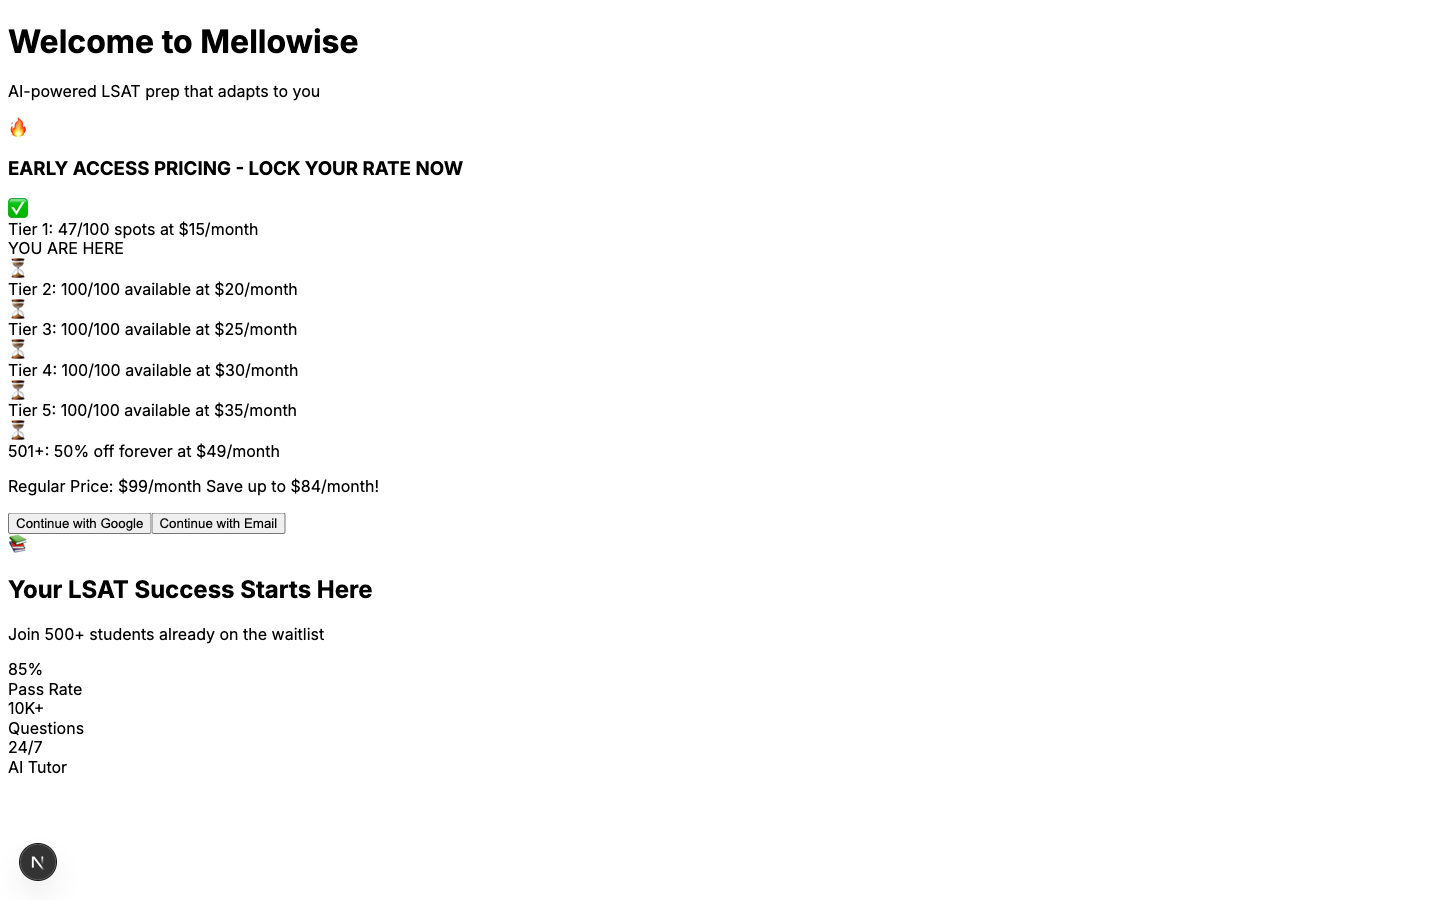 Welcome to Mellowise
AI-powered LSAT prep that adapts to you
🔥
EARLY ACCESS PRICING - LOCK YOUR RATE NOW
✅
Tier 1: 47/100 spots at $15/month
YOU ARE HERE
⏳
Tier 2: 100/100 available at $20/month
⏳
Tier 3: 100/100 available at $25/month
⏳
Tier 4: 100/100 available at $30/month
⏳
Tier 5: 100/100 available at $35/month
⏳
501+: 50% off forever at $49/month
Regular Price: $99/month Save up to $84/month!
Continue with Google Continue with Email
📚
Your LSAT Success Starts Here
Join 500+ students already on the waitlist
85%
Pass Rate
10K+
Questions
24/7
AI Tutor
N